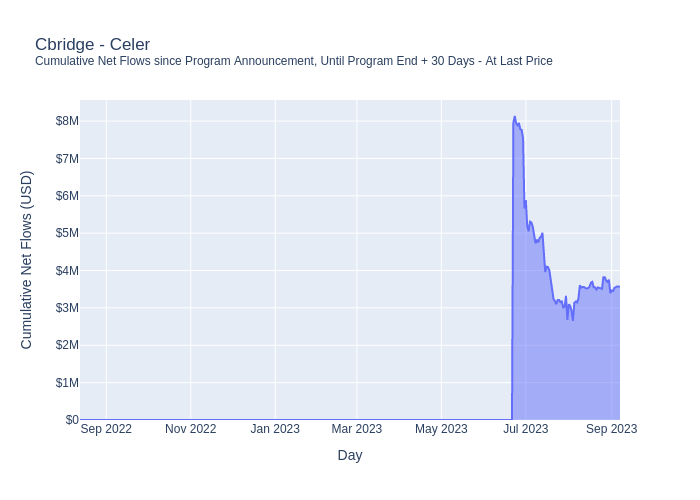 Cbridge - Celer
Cumulative Net Flows since Program Announcement, Until Program End + 30 Days - At Last Price
Cumulative Net Flows (USD)
$8M
$7M
$6M
$5M
$4M
$3M
$2M
$1M
$0
Sep 2022
Nov 2022
Jan 2023
Mar 2023
May 2023
Jul 2023
Sep 2023
Day